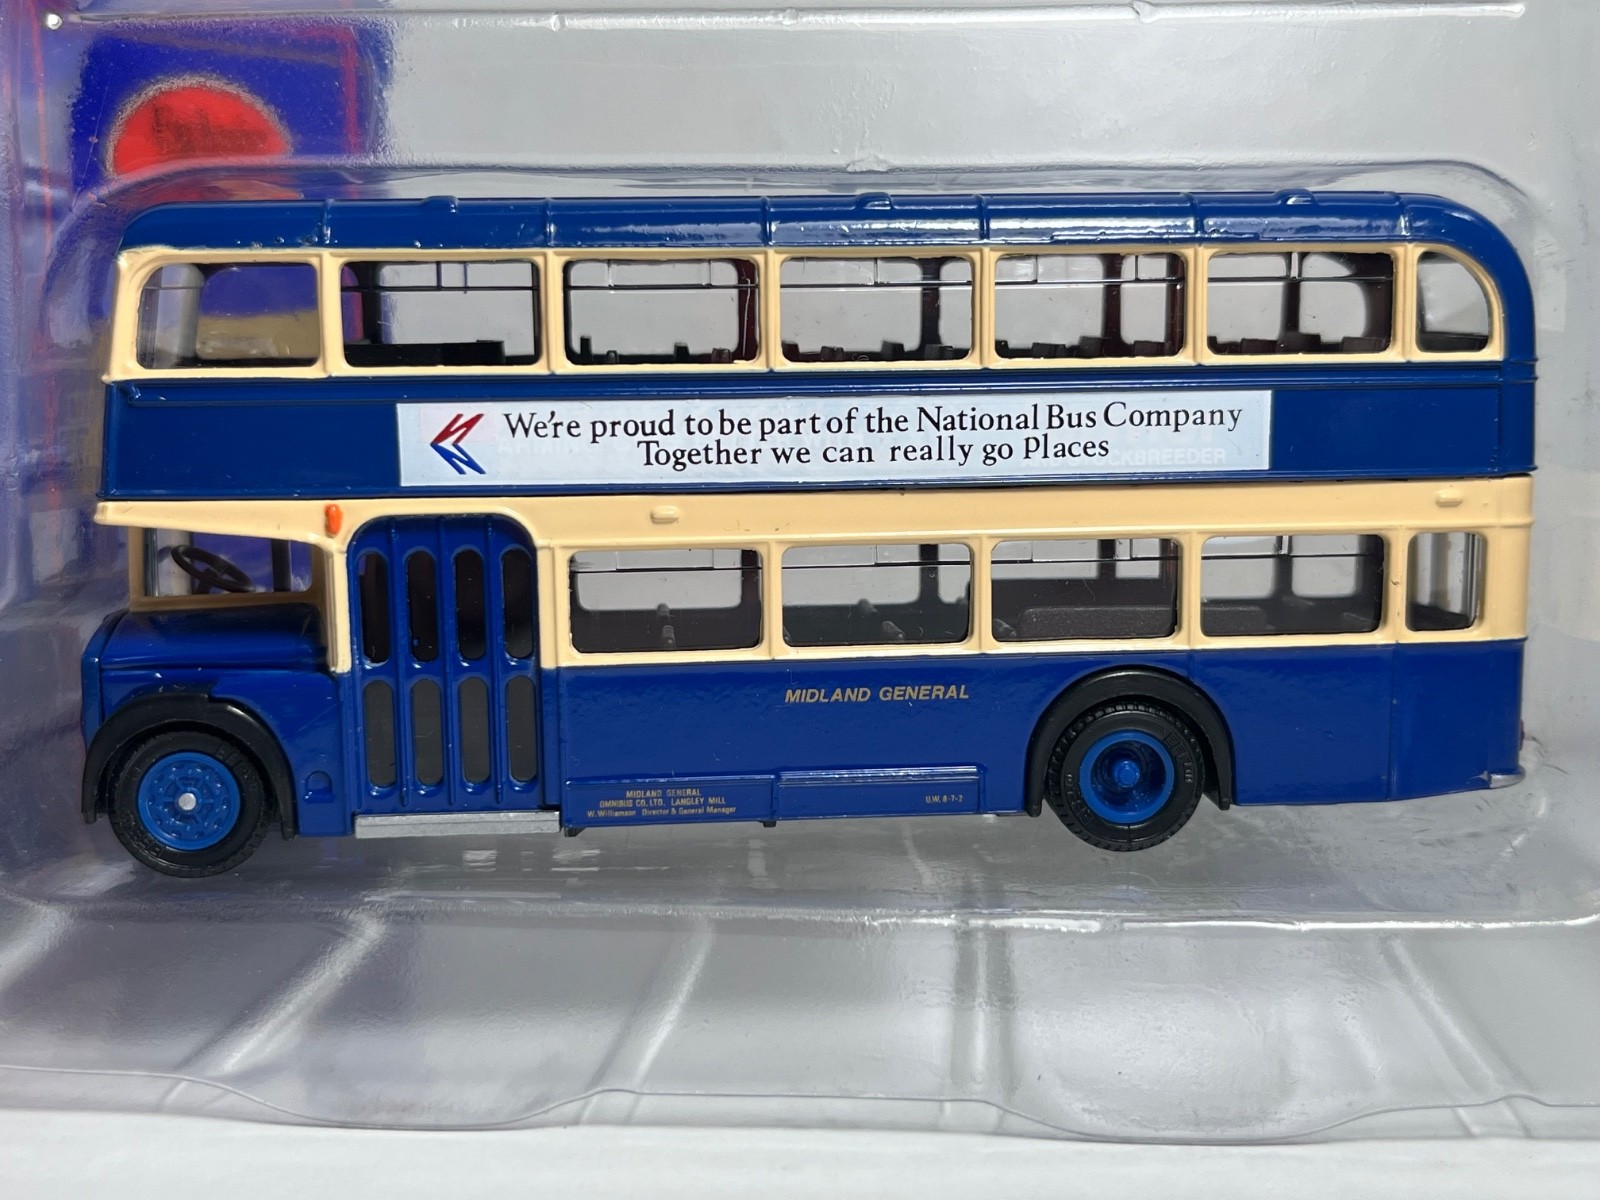 We're proud to be part of the National Bus Company
Together we can really go Places
STOCKBREEDER
MIDLAND GENERAL
MIDLAND GENERAL
OMNIBUS CO. LTD. LANGLEY MILL
W. Williamson Director & General Manager
U.W. 8-7-2